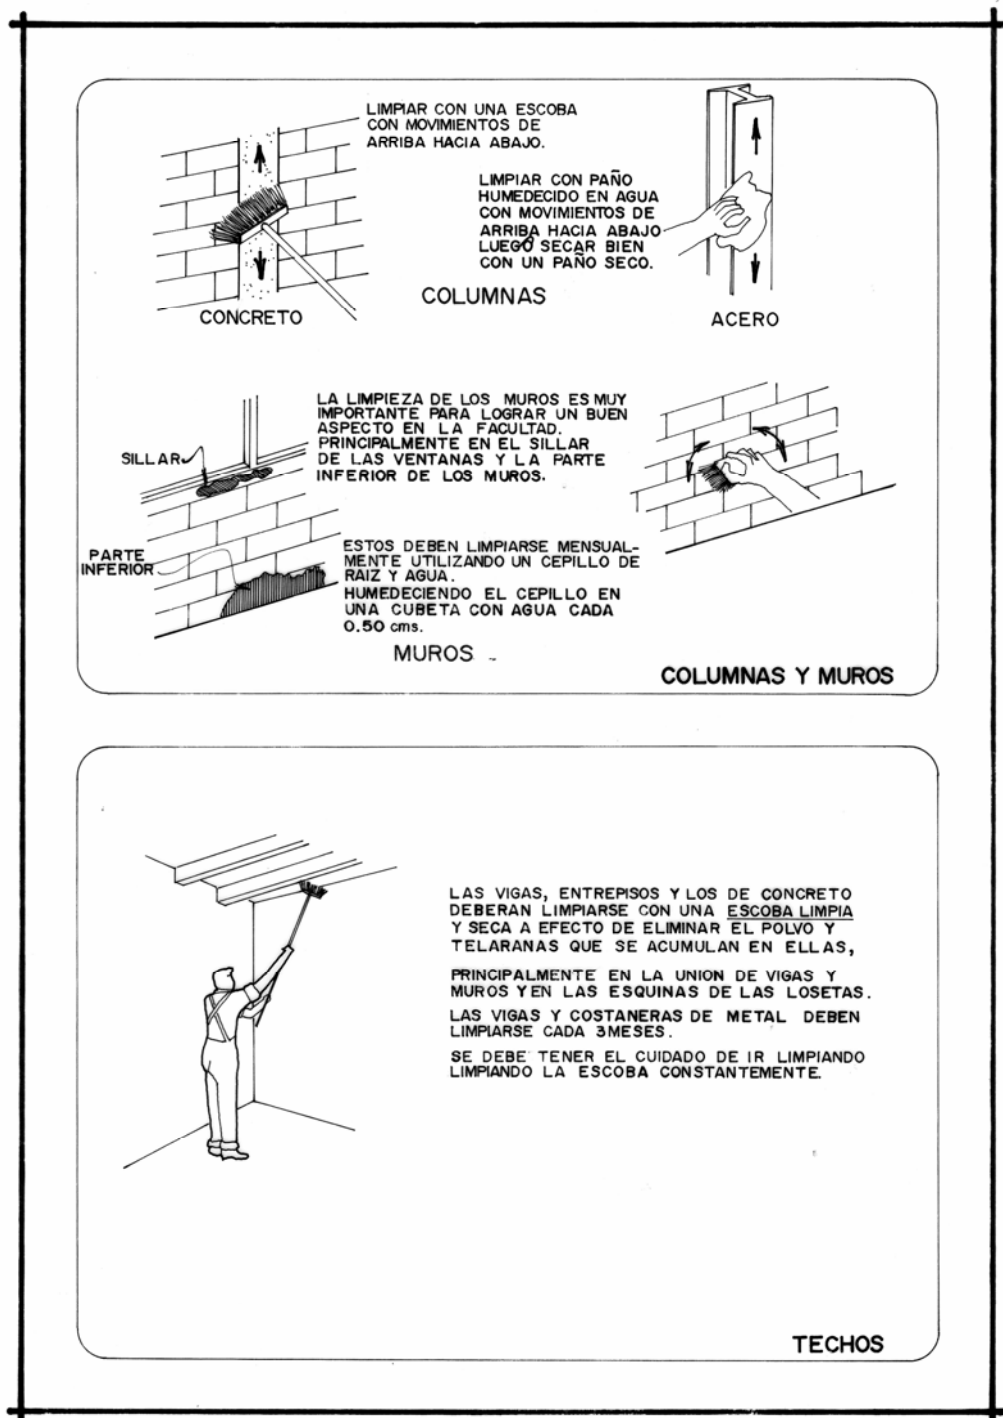 LIMPIAR CON UNA ESCOBA
CON MOVIMIENTOS DE
ARRIBA HACIA ABAJO.
LIMPIAR CON PAÑO
HUMEDECIDO EN AGUA
CON MOVIMIENTOS DE
ARRIBA HACIA ABAJO
LUEGO SECAR BIEN
CON UN PAÑO SECO.
COLUMNAS
CONCRETO
ACERO
LA LIMPIEZA DE LOS MUROS ES MUY
IMPORTANTE PARA LOGRAR UN BUEN
ASPECTO EN LA FACULTAD.
PRINCIPALMENTE EN EL SILLAR
DE LAS VENTANAS Y LA PARTE
INFERIOR DE LOS MUROS.
SILLAR
PARTE
INFERIOR
ESTOS DEBEN LIMPIARSE MENSUAL-
MENTE UTILIZANDO UN CEPILLO DE
RAIZ Y AGUA.
HUMEDECIENDO EL CEPILLO EN
UNA CUBETA CON AGUA CADA
0.50 cms.
MUROS
COLUMNAS Y MUROS
LAS VIGAS, ENTREPISOS Y LOS DE CONCRETO
DEBERAN LIMPIARSE CON UNA ESCOBA LIMPIA
Y SECA A EFECTO DE ELIMINAR EL POLVO Y
TELARANAS QUE SE ACUMULAN EN ELLAS,
PRINCIPALMENTE EN LA UNION DE VIGAS Y
MUROS Y EN LAS ESQUINAS DE LAS LOSETAS.
LAS VIGAS Y COSTANERAS DE METAL DEBEN
LIMPIARSE CADA 3 MESES.
SE DEBE TENER EL CUIDADO DE IR LIMPIANDO
LIMPIANDO LA ESCOBA CONSTANTEMENTE.
TECHOS